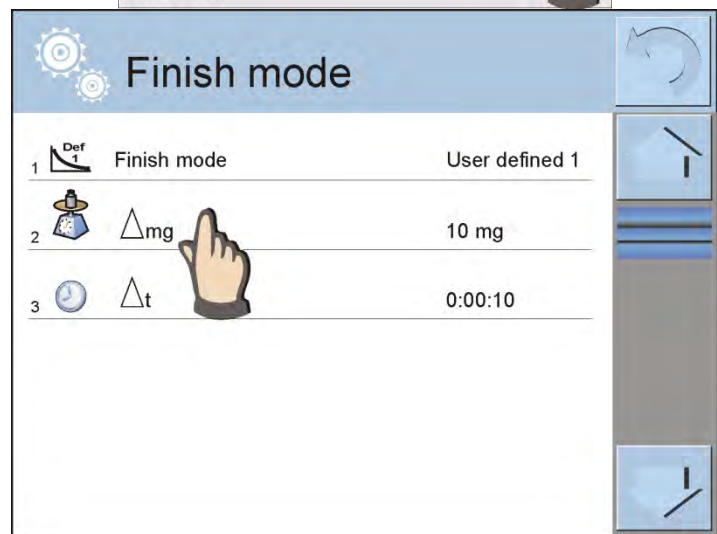 Finish mode
1 Def 1 Finish mode User defined 1
2 △mg 10 mg
3 △t 0:00:10